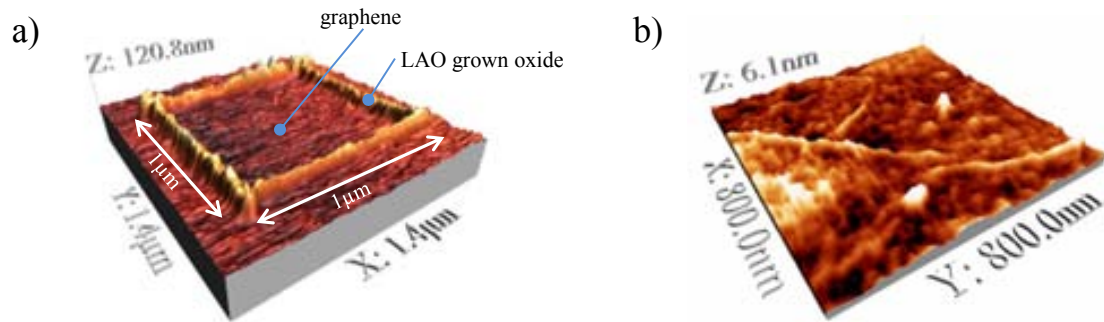 a)
graphene
LAO grown oxide
Z: 120.8nm
1μm
1μm
Y: 1.4μm
X: 1.4μm
b)
Z: 6.1nm
X: 800.0nm
Y: 800.0nm